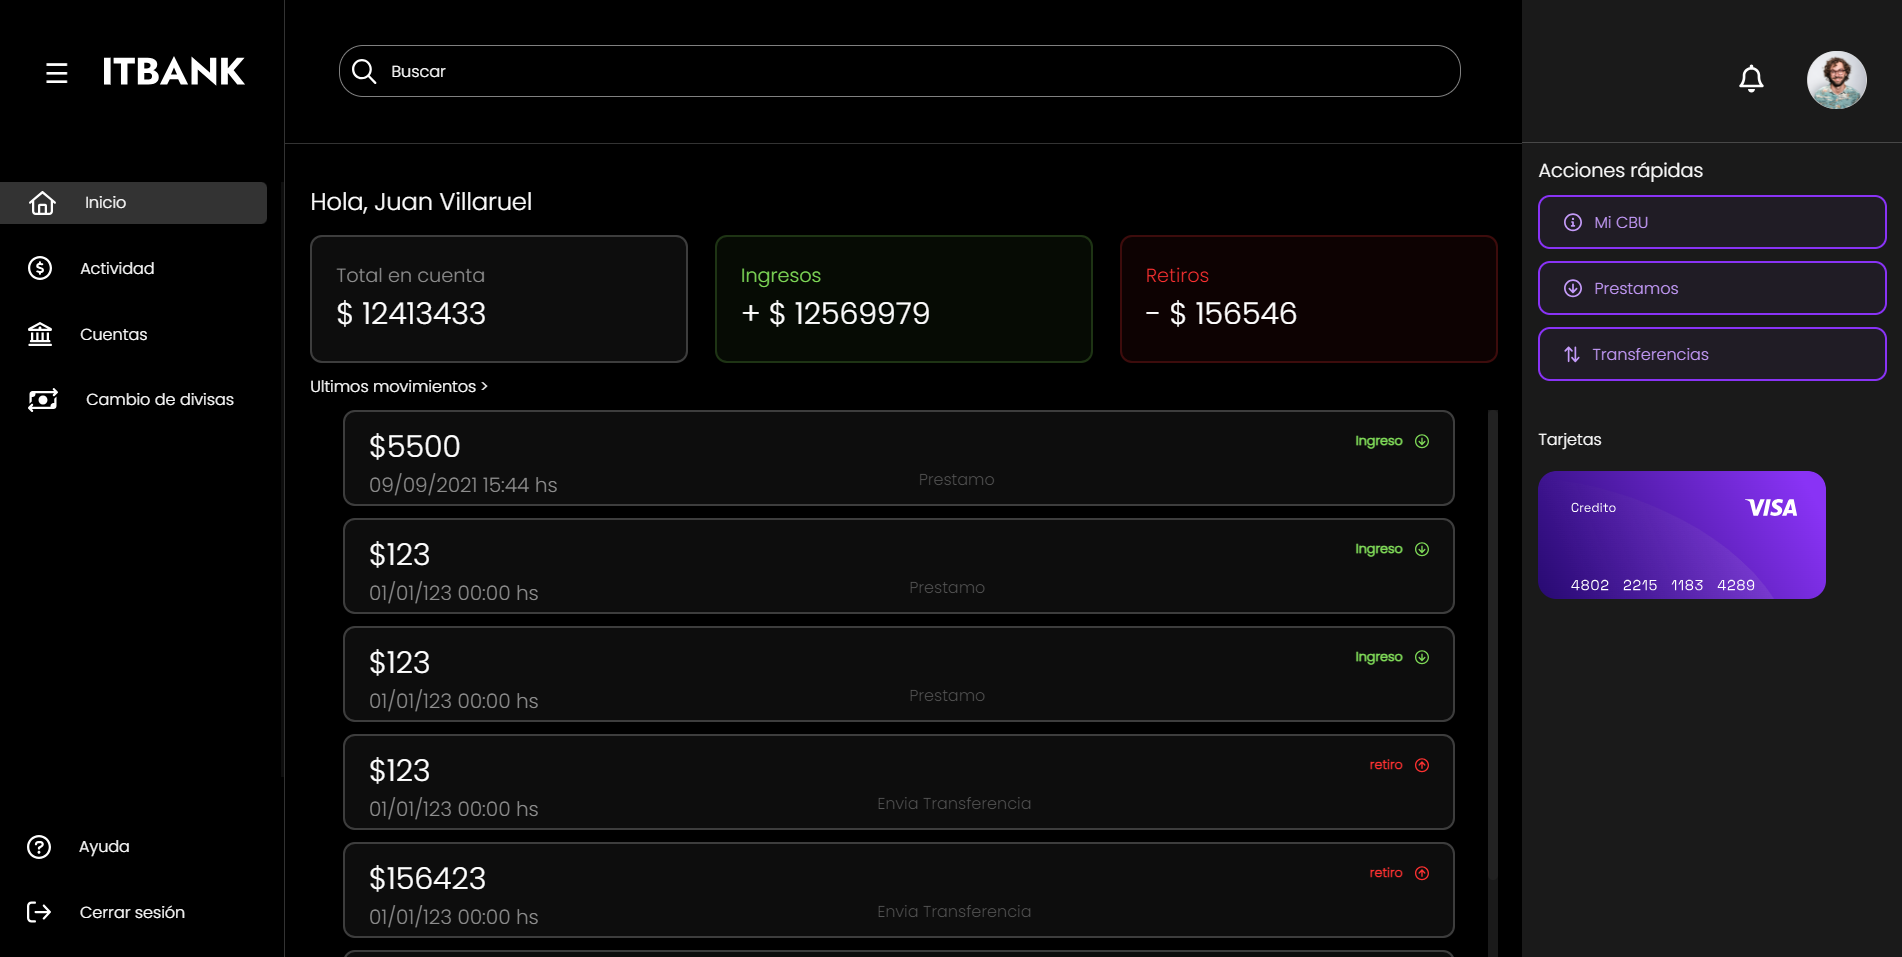 ITBANK
Buscar
Inicio
Actividad
Cuentas
Cambio de divisas
Ayuda
Cerrar sesión
Hola, Juan Villaruel
Total en cuenta
$ 12413433
Ingresos
+ $ 12569979
Retiros
- $ 156546
Ultimos movimientos >
$5500
Ingreso
09/09/2021 15:44 hs
Prestamo
$123
Ingreso
01/01/123 00:00 hs
Prestamo
$123
Ingreso
01/01/123 00:00 hs
Prestamo
$123
retiro
01/01/123 00:00 hs
Envia Transferencia
$156423
retiro
01/01/123 00:00 hs
Envia Transferencia
Acciones rápidas
Mi CBU
Prestamos
Transferencias
Tarjetas
Credito
VISA
4802 2215 1183 4289